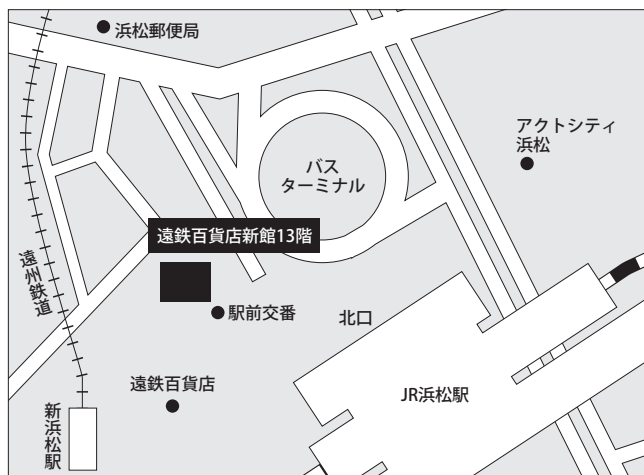 浜松郵便局
アクトシティ
浜松
バス
ターミナル
遠鉄百貨店新館13階
遠州鉄道
駅前交番
北口
遠鉄百貨店
JR浜松駅
新浜松駅